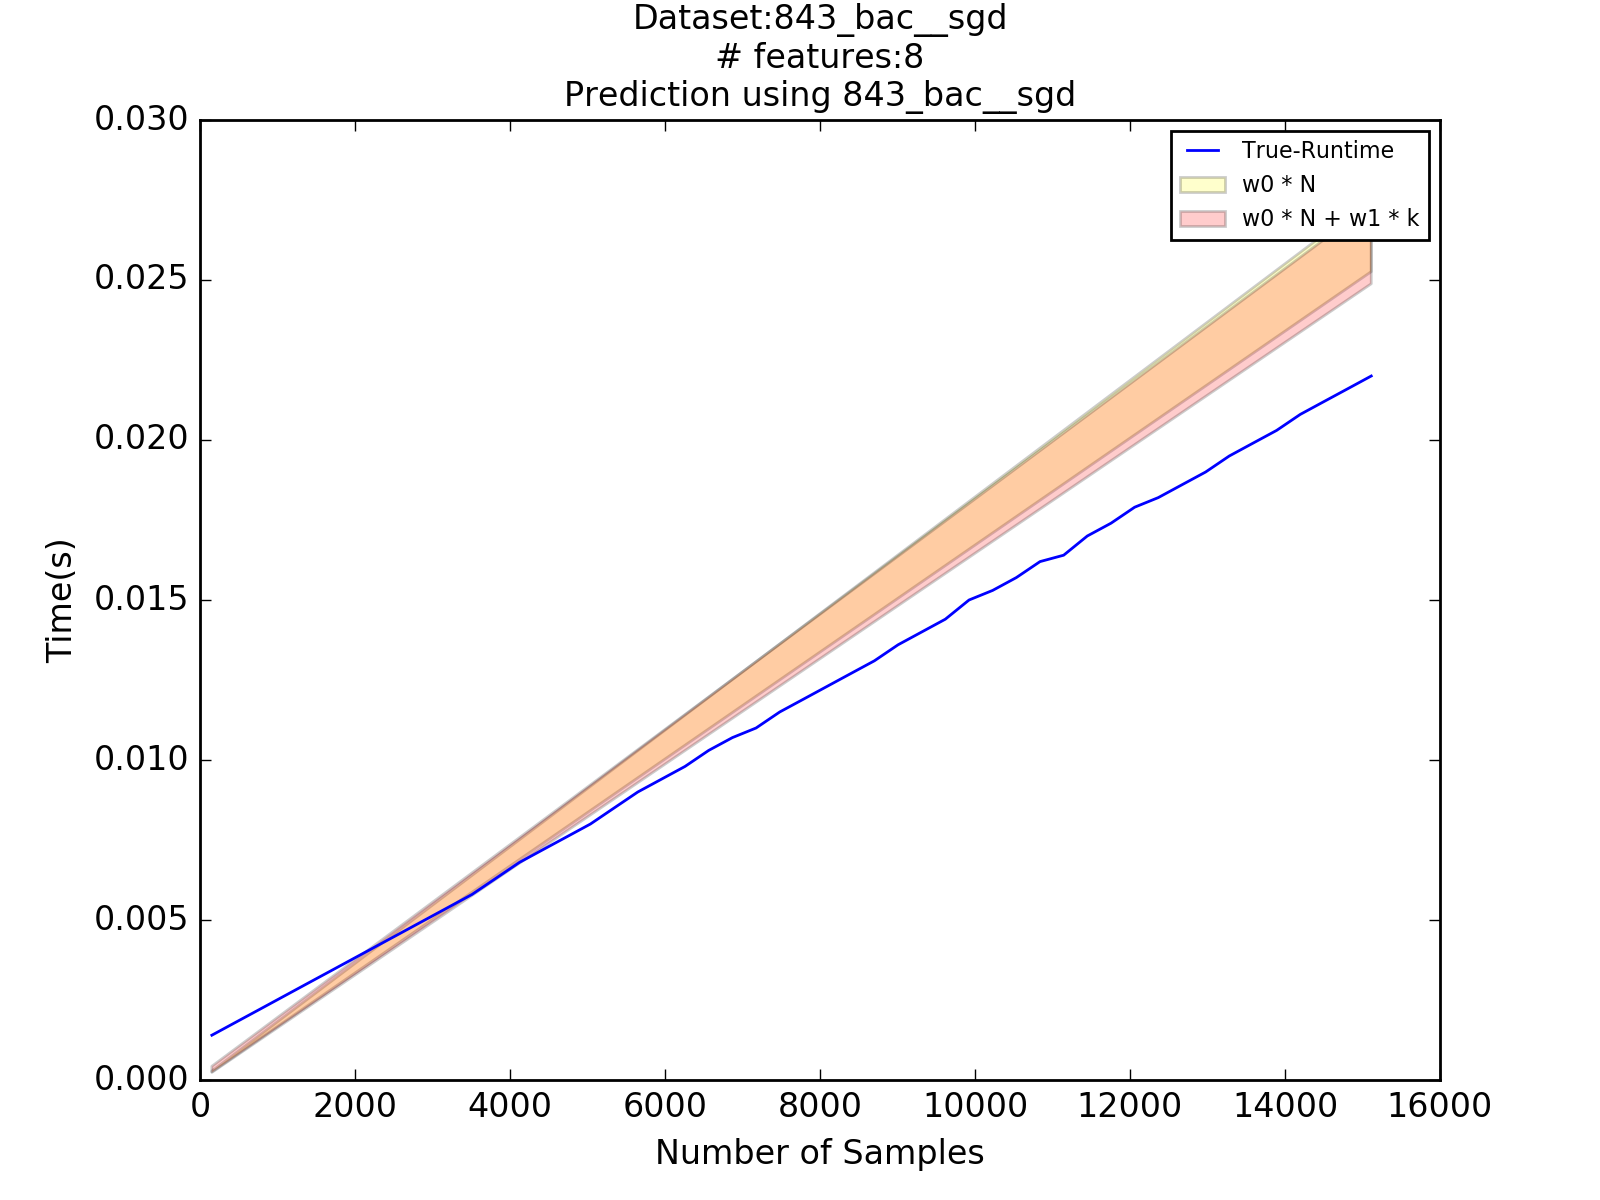 Dataset:843_bac__sgd
# features:8
Prediction using 843_bac__sgd
0.030
0.025
0.020
0.015
0.010
0.005
0.000
Time(s)
True-Runtime
w0 * N
w0 * N + w1 * k
0 2000 4000 6000 8000 10000 12000 14000 16000
Number of Samples